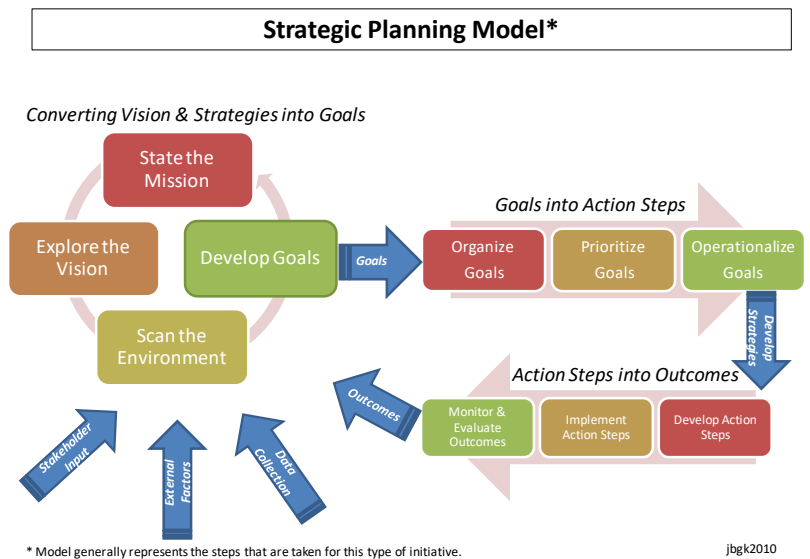 Strategic Planning Model*
Converting Vision & Strategies into Goals
State the
Mission
Explore the
Vision
Develop Goals
Scan the
Environment
Goals
Goals into Action Steps
Organize
Goals
Prioritize
Goals
Operationalize
Goals
Develop
Strategies
Action Steps into Outcomes
Monitor &
Evaluate
Outcomes
Implement
Action Steps
Develop Action
Steps
Outcomes
Stakeholder
Input
External
Factors
Data
Collection
* Model generally represents the steps that are taken for this type of initiative.
jbgk2010